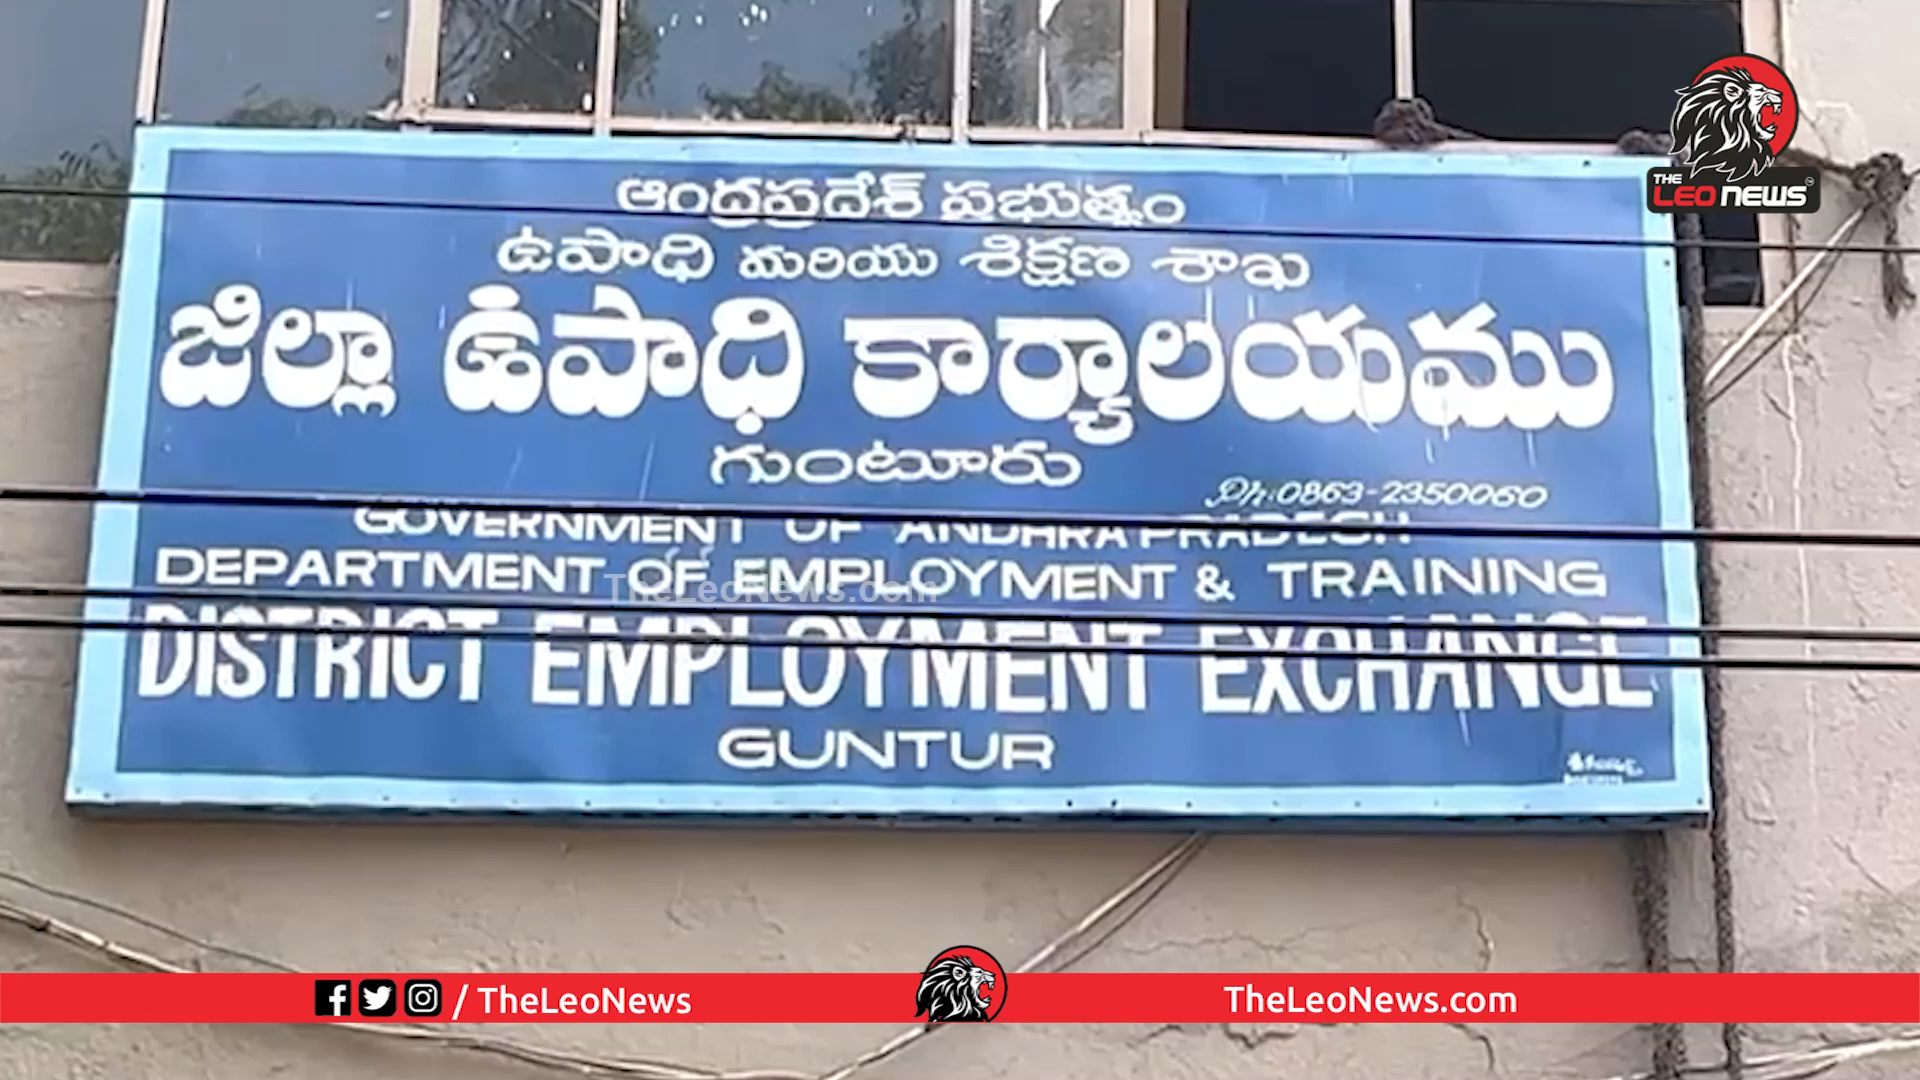 THE
LEO NEWS
ఆంధ్రప్రదేశ్ ప్రభుత్వం
ఉపాధి మరియు శిక్షణ శాఖ
జిల్లా ఉపాధి కార్యాలయము
గుంటూరు
Ph:0863-2350060
GOVERNMENT OF ANDHRA PRADESH
DEPARTMENT OF EMPLOYMENT & TRAINING
TheLeoNews.com
DISTRICT EMPLOYMENT EXCHANGE
GUNTUR
/ TheLeoNews
TheLeoNews.com